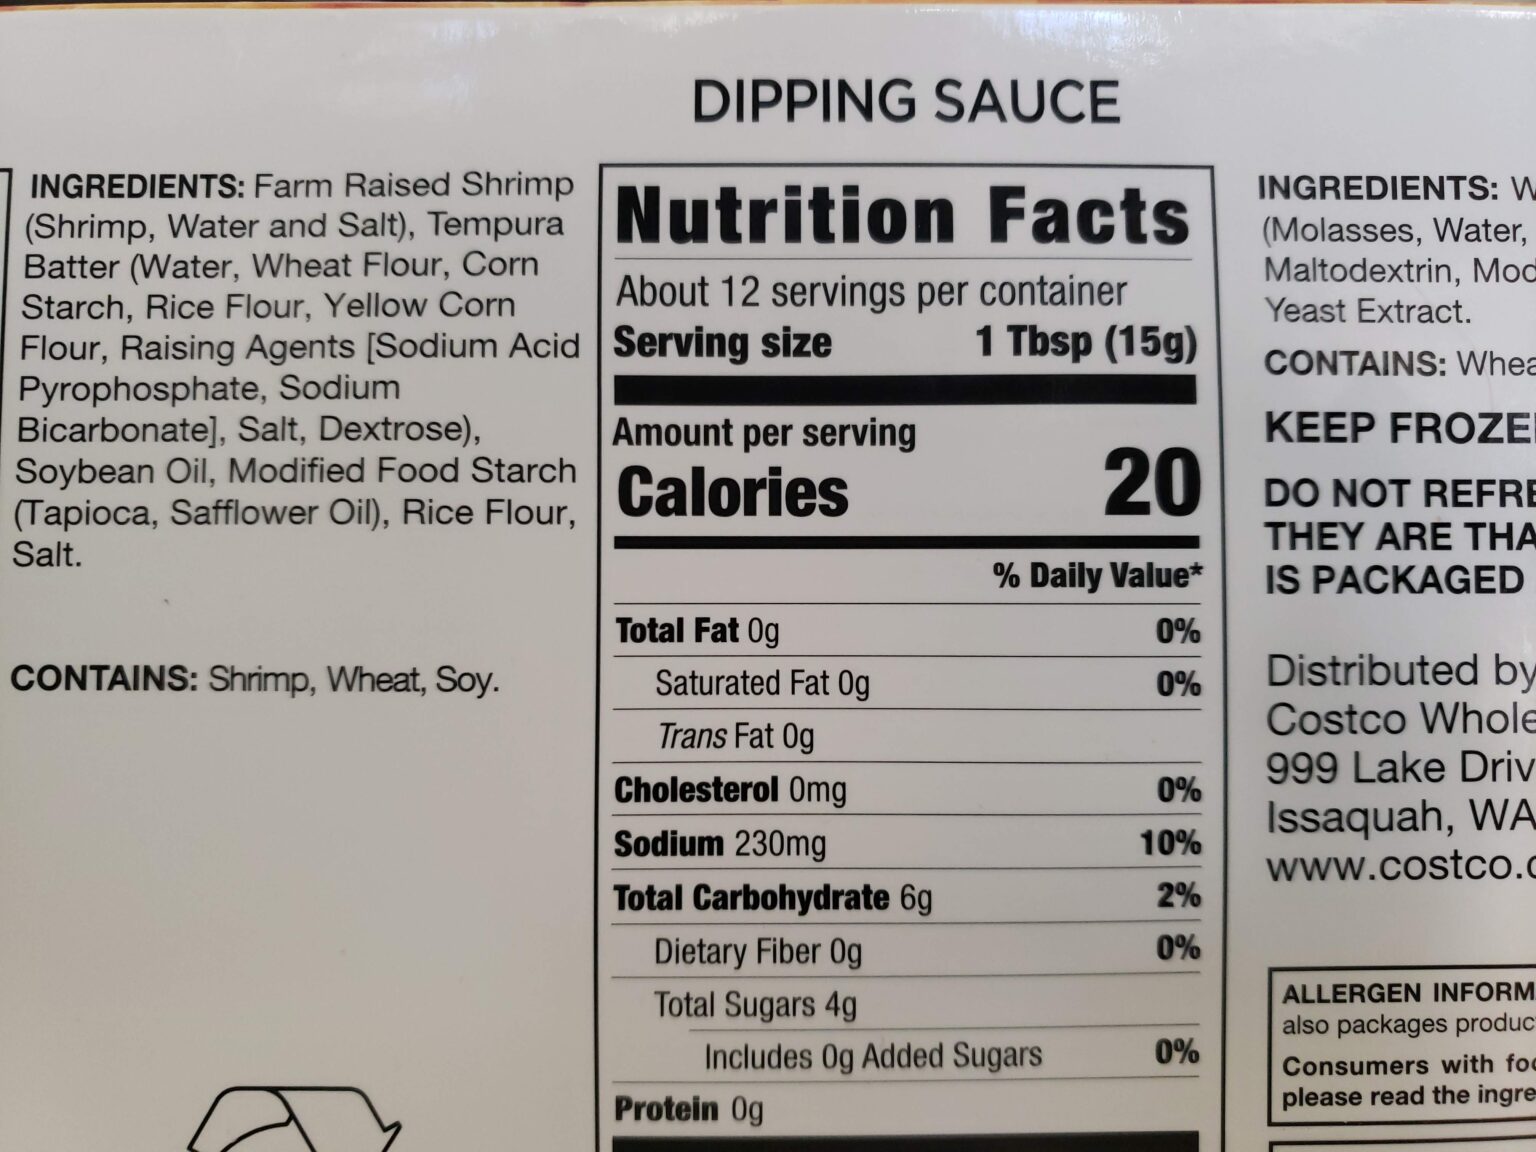 DIPPING SAUCE
INGREDIENTS: Farm Raised Shrimp
(Shrimp, Water and Salt), Tempura
Batter (Water, Wheat Flour, Corn
Starch, Rice Flour, Yellow Corn
Flour, Raising Agents [Sodium Acid
Pyrophosphate, Sodium
Bicarbonate], Salt, Dextrose),
Soybean Oil, Modified Food Starch
(Tapioca, Safflower Oil), Rice Flour,
Salt.
CONTAINS: Shrimp, Wheat, Soy.
Nutrition Facts
About 12 servings per container
Serving size 1 Tbsp (15g)
Amount per serving
Calories 20
% Daily Value*
Total Fat 0g 0%
Saturated Fat 0g 0%
Trans Fat 0g
Cholesterol 0mg 0%
Sodium 230mg 10%
Total Carbohydrate 6g 2%
Dietary Fiber 0g 0%
Total Sugars 4g
Includes 0g Added Sugars 0%
Protein 0g
INGREDIENTS:
(Molasses, Water,
Maltodextrin,
Yeast Extract.
CONTAINS:
KEEP
DO NOT
THEY ARE
IS PACKAGED
Distributed by
Costco
999 Lake
Issaquah, WA
ALLERGEN
also packages
Consumers with
please read the